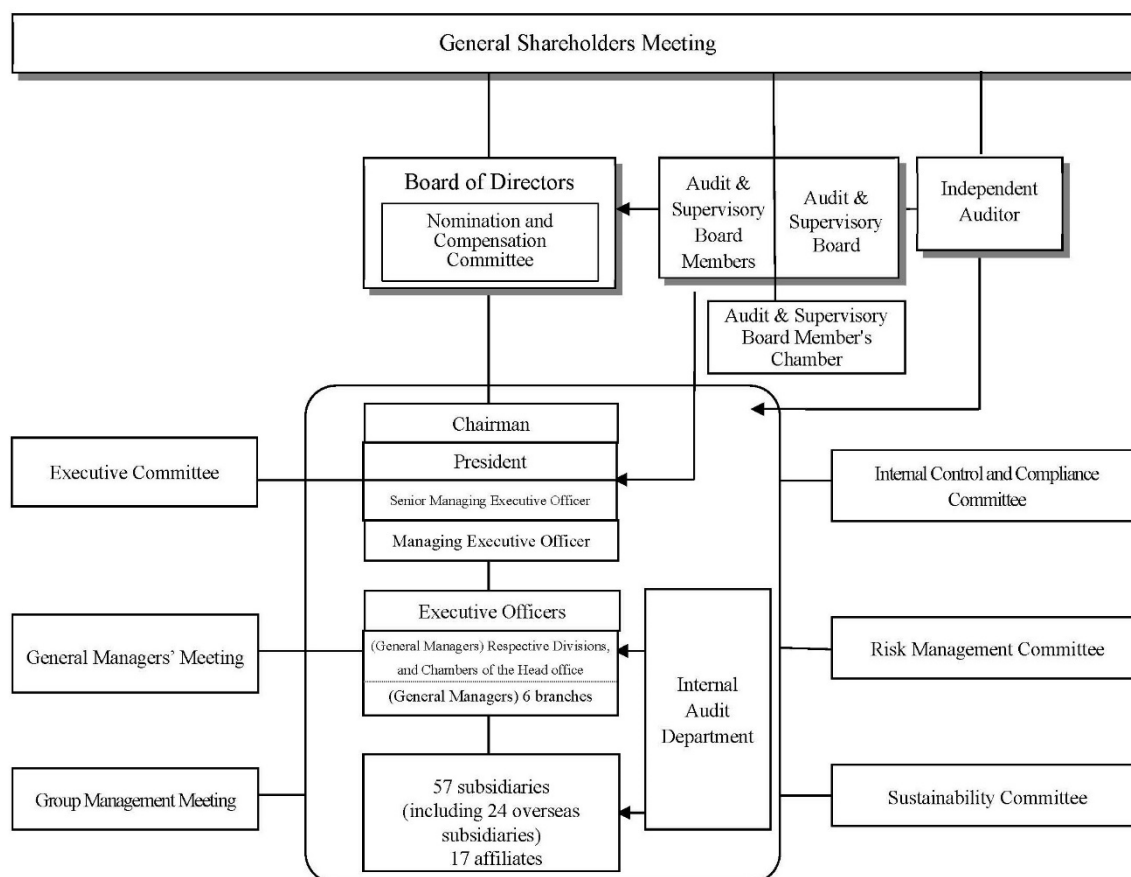 General Shareholders Meeting
Board of Directors
Nomination and
Compensation
Committee
Audit &
Supervisory
Board
Members
Audit &
Supervisory
Board
Independent
Auditor
Audit & Supervisory
Board Member's
Chamber
Chairman
President
Senior Managing Executive Officer
Managing Executive Officer
Executive Committee
Internal Control and Compliance
Committee
Executive Officers
(General Managers) Respective Divisions,
and Chambers of the Head office
(General Managers) 6 branches
General Managers' Meeting
Internal
Audit
Department
Risk Management Committee
57 subsidiaries
(including 24 overseas
subsidiaries)
17 affiliates
Group Management Meeting
Sustainability Committee